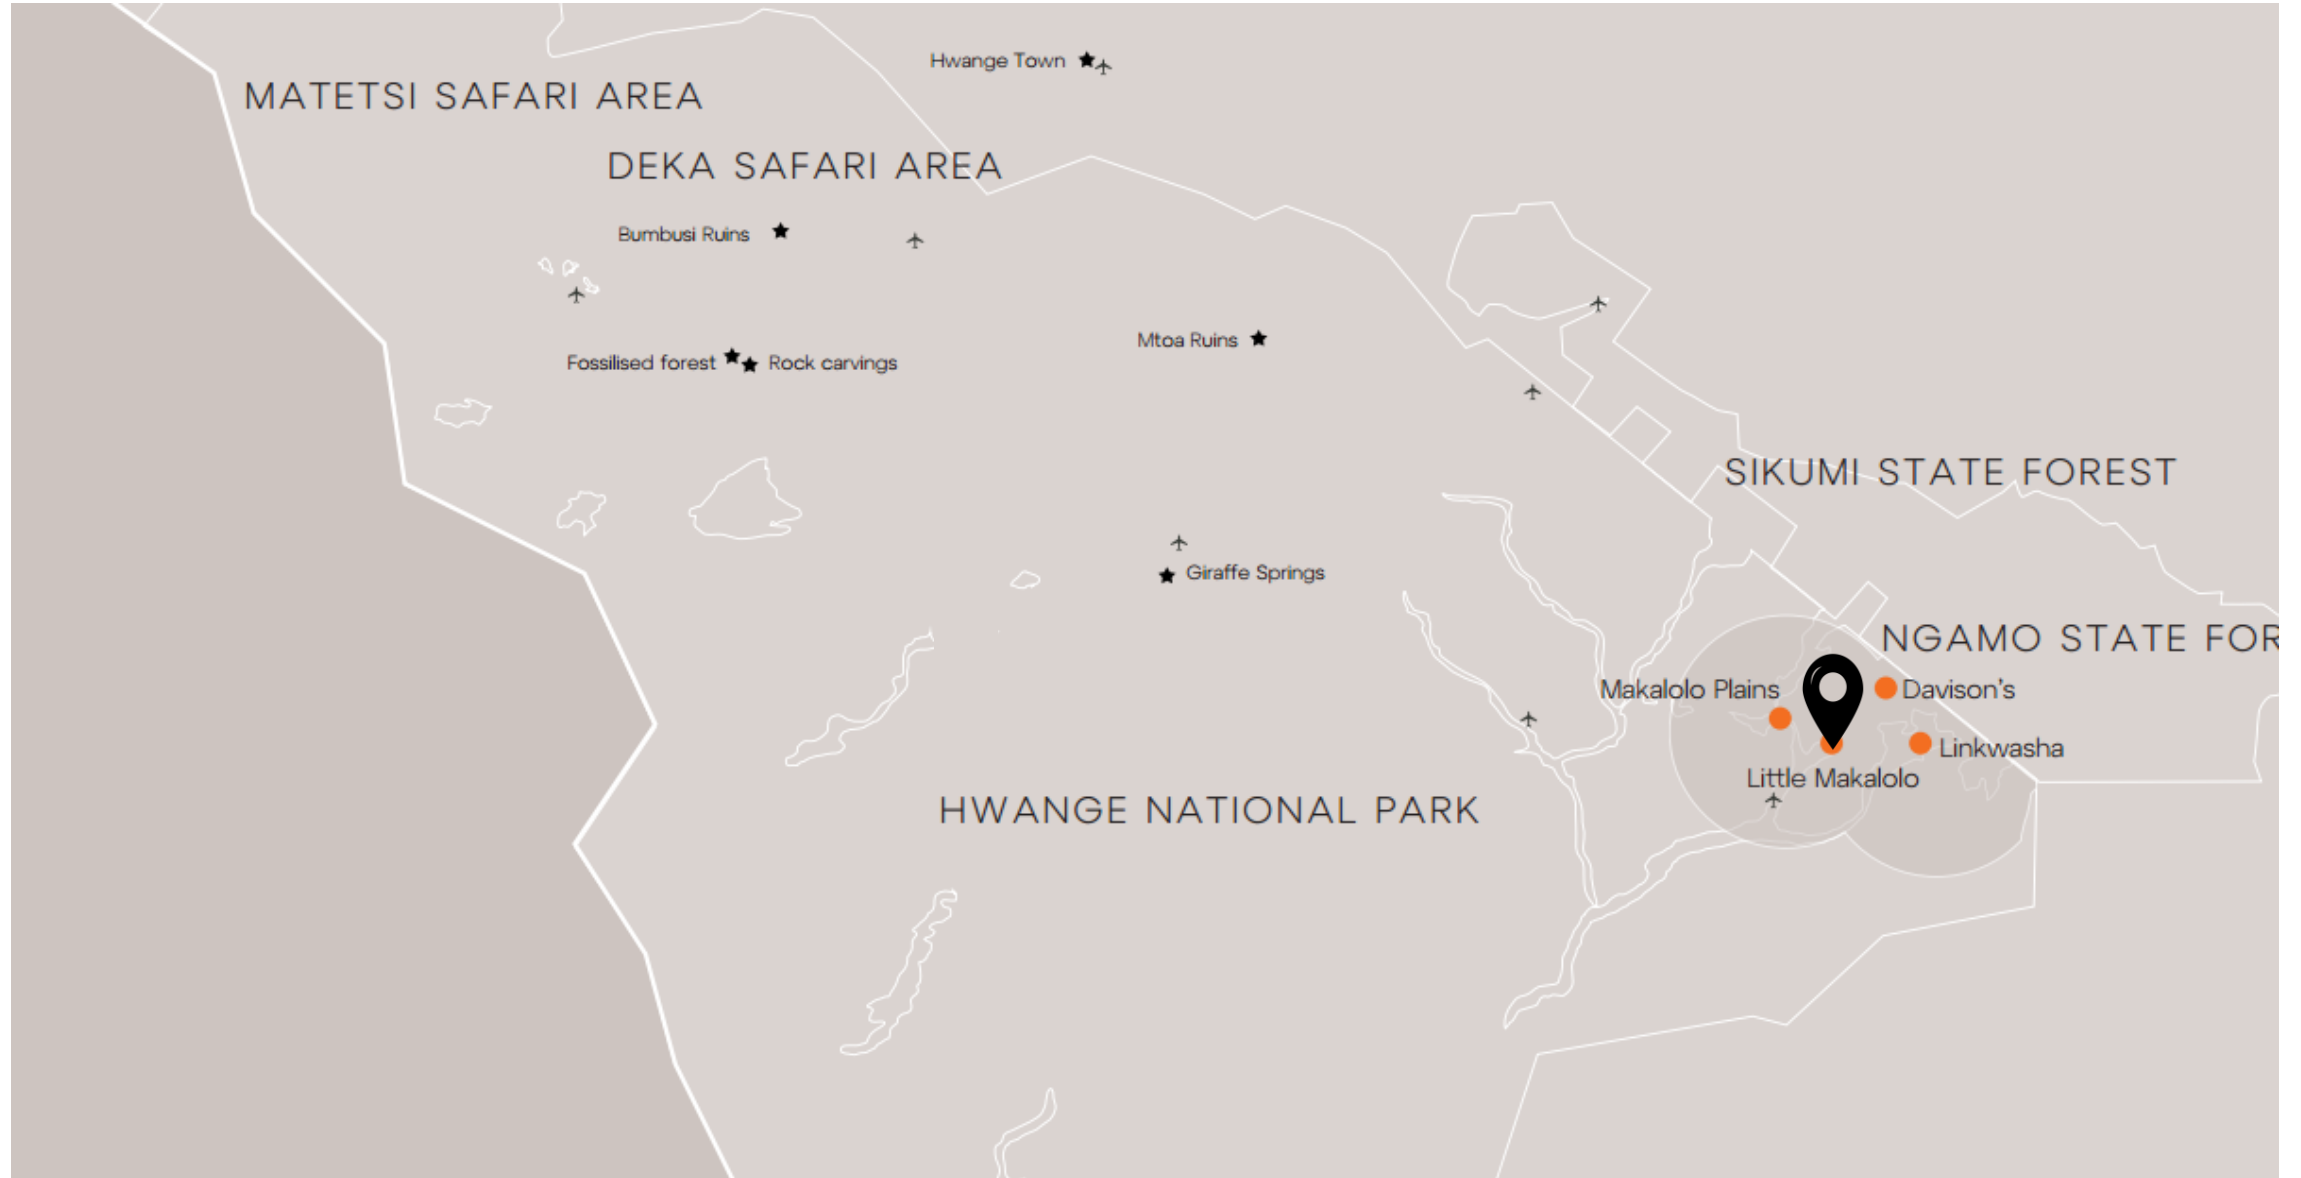 Hwange Town
MATETSI SAFARI AREA
DEKA SAFARI AREA
Bumbusi Ruins
Mtoa Ruins
Fossilised forest
Rock carvings
SIKUMI STATE FOREST
Giraffe Springs
NGAMO STATE FOR
Makalolo Plains
Davison's
Linkwasha
Little Makalolo
HWANGE NATIONAL PARK